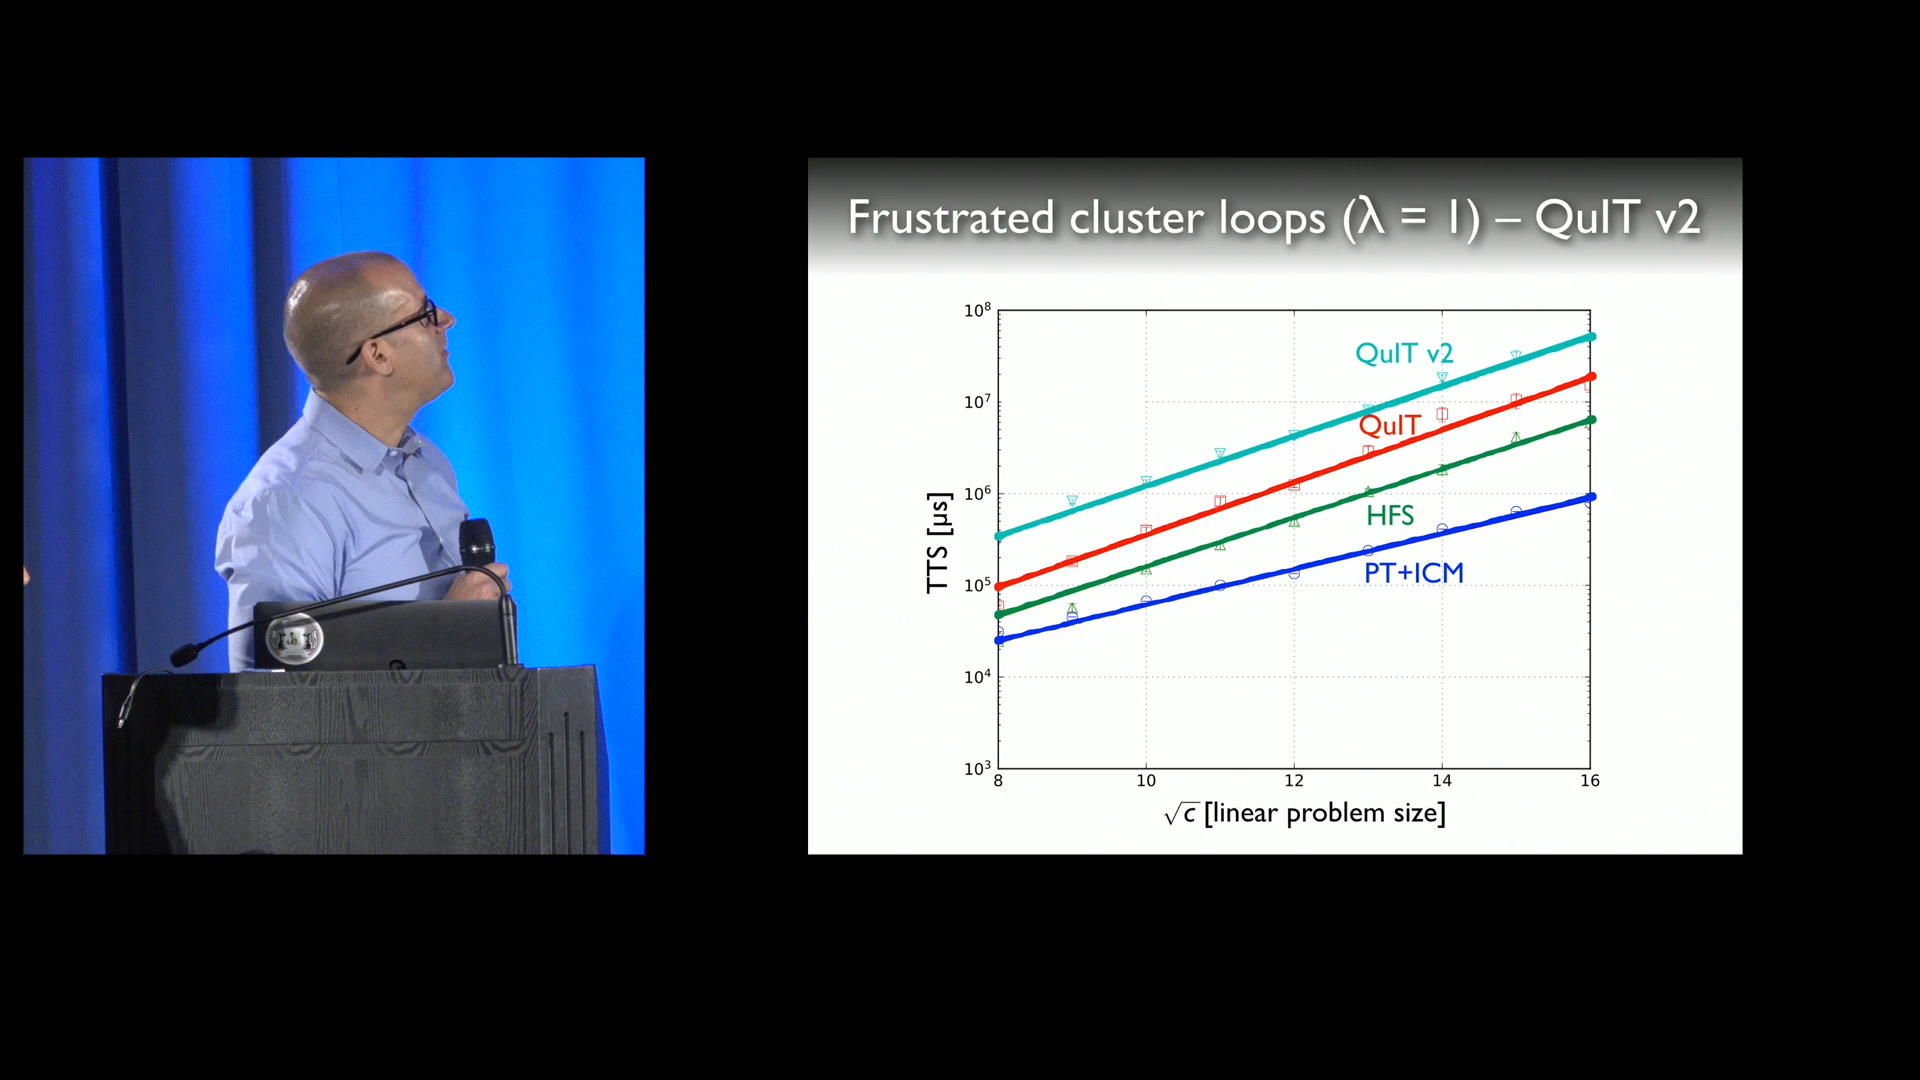 Frustrated cluster loops (λ = 1) – QuIT v2
10⁸
10⁷
10⁶
10⁵
10⁴
10³
TTS [μs]
QuIT v2
QuIT
HFS
PT+ICM
8 10 12 14 16
√c [linear problem size]